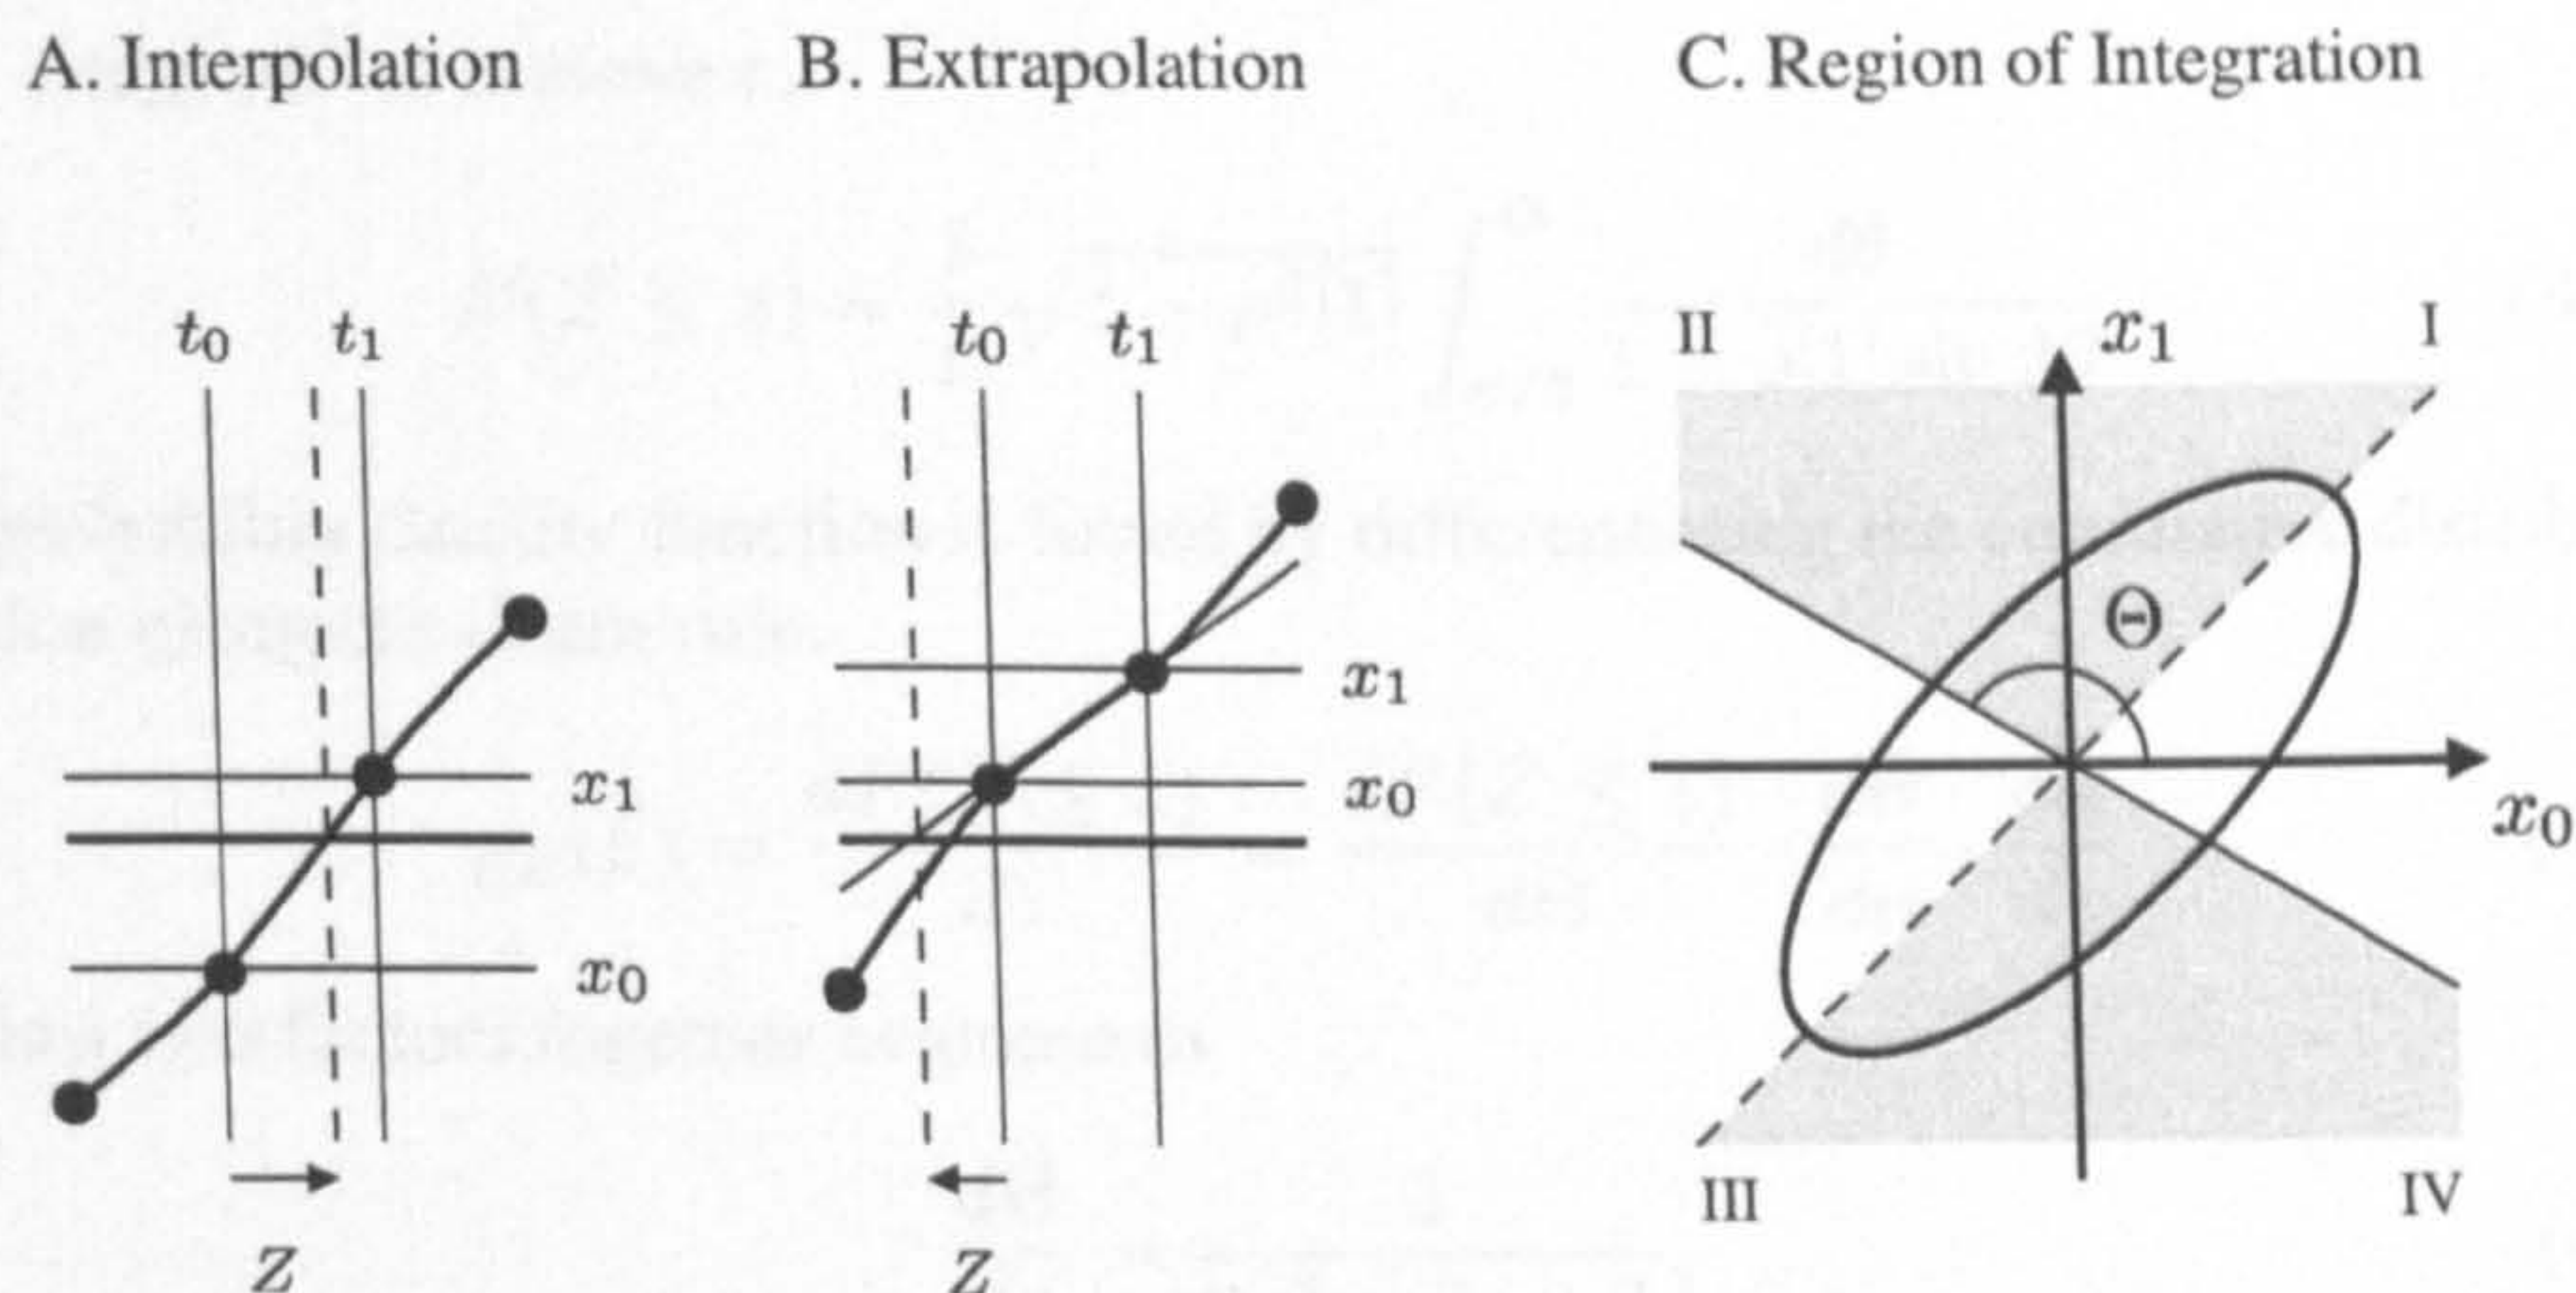 A. Interpolation
B. Extrapolation
C. Region of Integration
t0 t1
t0 t1
II
x1
I
Θ
x1
x0
x1
x0
x0
III
IV
z
z